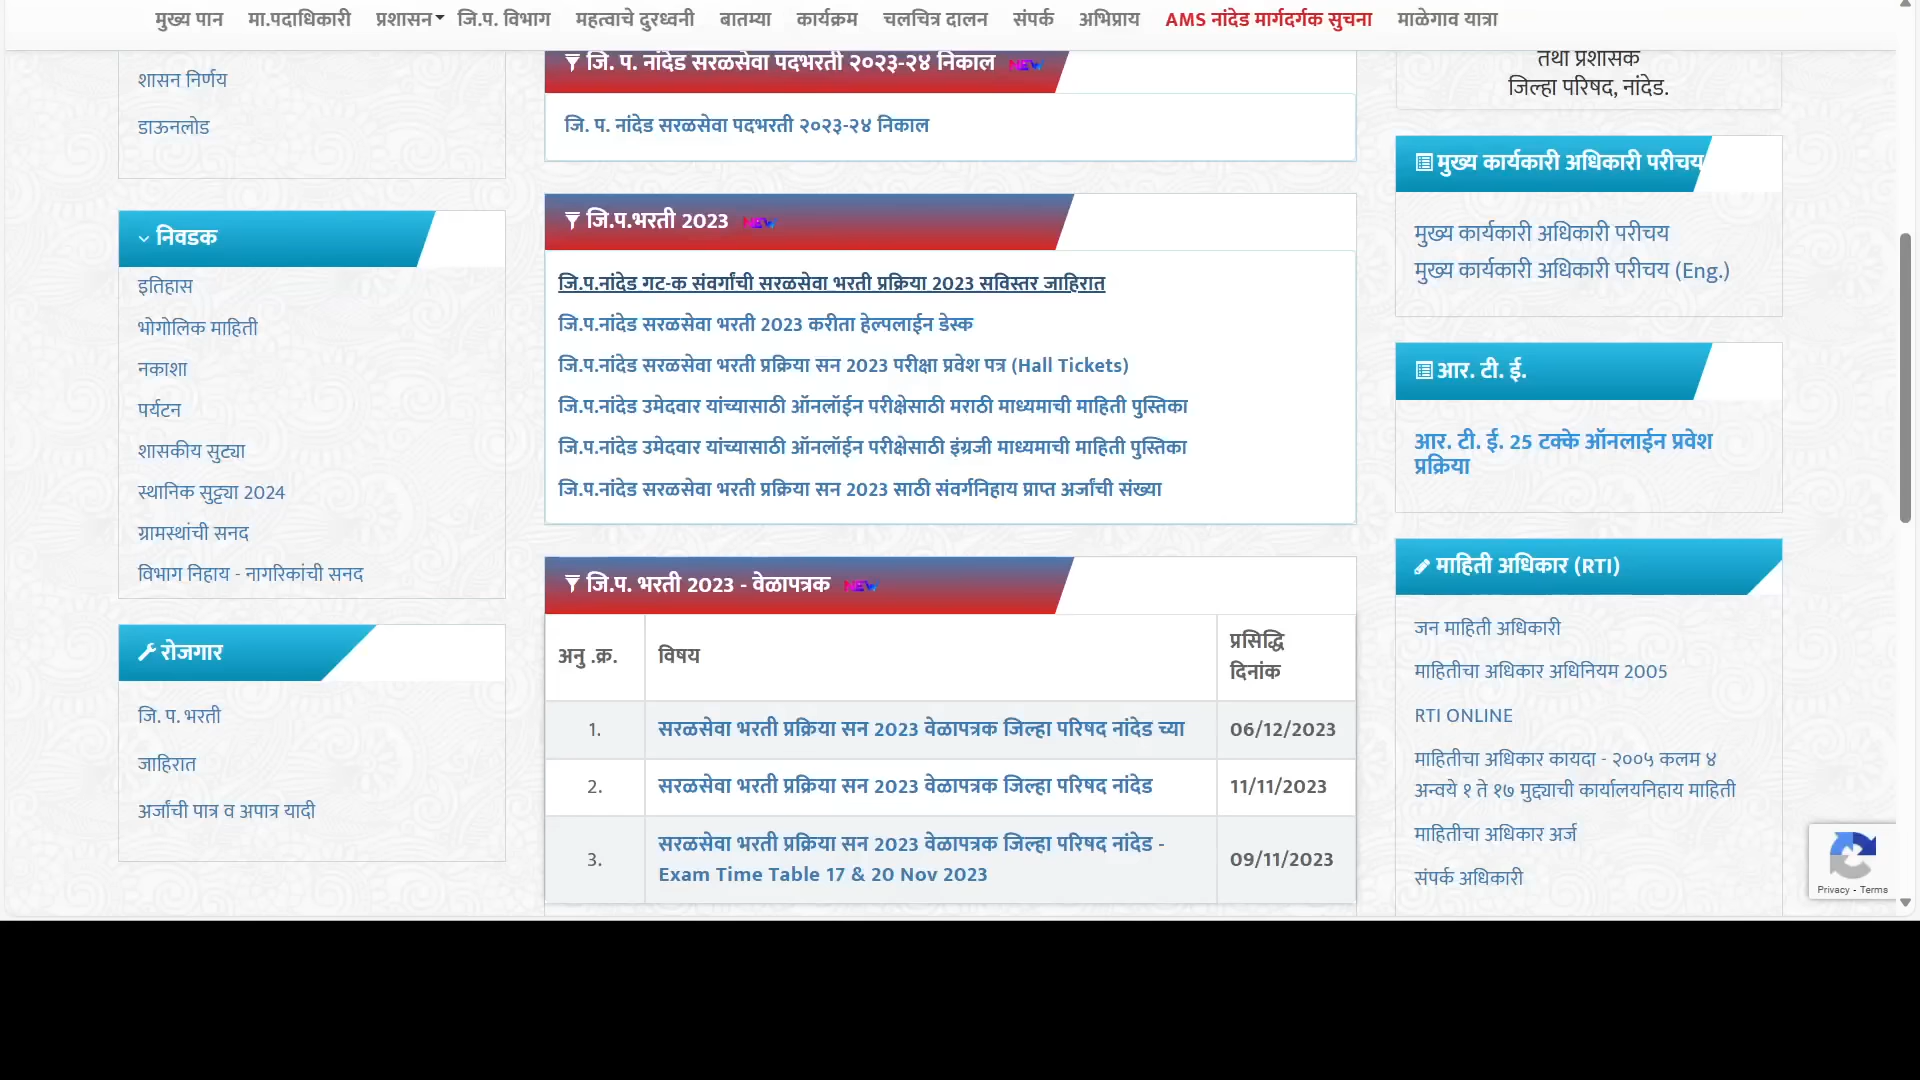 मुख्य पान मा.पदाधिकारी प्रशासन जि.प. विभाग महत्वाचे दुरध्वनी बातम्या कार्यक्रम चलचित्र दालन संपर्क अभिप्राय AMS नांदेड मार्गदर्गक सुचना माळेगाव यात्रा
शासन निर्णय
डाऊनलोड
निवडक
इतिहास
भोगोलिक माहिती
नकाशा
पर्यटन
शासकीय सुट्या
स्थानिक सुट्ट्या 2024
ग्रामस्थांची सनद
विभाग निहाय - नागरिकांची सनद
रोजगार
जि. प. भरती
जाहिरात
अर्जांची पात्र व अपात्र यादी
जि. प. नांदेड सरळसेवा पदभरती २०२३-२४ निकाल NEW
जि. प. नांदेड सरळसेवा पदभरती २०२३-२४ निकाल
जि.प.भरती 2023 NEW
जि.प.नांदेड गट-क संवर्गाची सरळसेवा भरती प्रक्रिया 2023 सविस्तर जाहिरात
जि.प.नांदेड सरळसेवा भरती 2023 करीता हेल्पलाईन डेस्क
जि.प.नांदेड सरळसेवा भरती प्रक्रिया सन 2023 परीक्षा प्रवेश पत्र (Hall Tickets)
जि.प.नांदेड उमेदवार यांच्यासाठी ऑनलॉईन परीक्षेसाठी मराठी माध्यमाची माहिती पुस्तिका
जि.प.नांदेड उमेदवार यांच्यासाठी ऑनलॉईन परीक्षेसाठी इंग्रजी माध्यमाची माहिती पुस्तिका
जि.प.नांदेड सरळसेवा भरती प्रक्रिया सन 2023 साठी संवर्गनिहाय प्राप्त अर्जांची संख्या
जि.प. भरती 2023 - वेळापत्रक NEW
अनु .क्र. विषय प्रसिद्धि दिनांक
1. सरळसेवा भरती प्रक्रिया सन 2023 वेळापत्रक जिल्हा परिषद नांदेड च्या 06/12/2023
2. सरळसेवा भरती प्रक्रिया सन 2023 वेळापत्रक जिल्हा परिषद नांदेड 11/11/2023
3. सरळसेवा भरती प्रक्रिया सन 2023 वेळापत्रक जिल्हा परिषद नांदेड -
Exam Time Table 17 & 20 Nov 2023 09/11/2023
तथा प्रशासक
जिल्हा परिषद, नांदेड.
मुख्य कार्यकारी अधिकारी परीचय
मुख्य कार्यकारी अधिकारी परीचय
मुख्य कार्यकारी अधिकारी परीचय (Eng.)
आर. टी. ई.
आर. टी. ई. 25 टक्के ऑनलाईन प्रवेश
प्रक्रिया
माहिती अधिकार (RTI)
जन माहिती अधिकारी
माहितीचा अधिकार अधिनियम 2005
RTI ONLINE
माहितीचा अधिकार कायदा - २००५ कलम ४
अन्वये १ ते १७ मुद्द्याची कार्यालयनिहाय माहिती
माहितीचा अधिकार अर्ज
संपर्क अधिकारी
Privacy - Terms